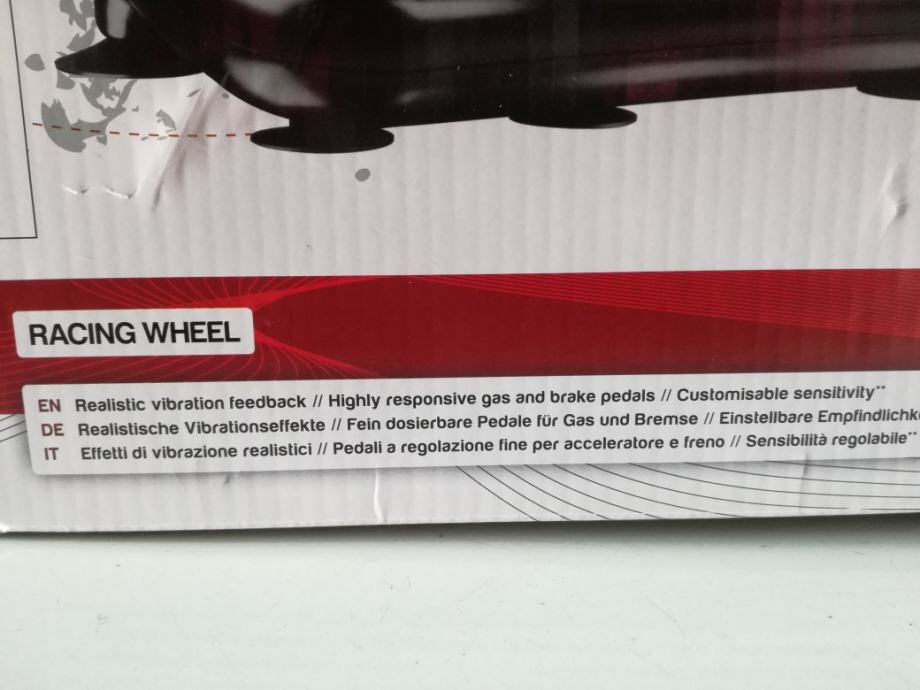 RACING WHEEL
EN Realistic vibration feedback // Highly responsive gas and brake pedals // Customisable sensitivity**
DE Realistische Vibrationseffekte // Fein dosierbare Pedale für Gas und Bremse // Einstellbare
IT Effetti di vibrazione realistici // Pedali a regolazione fine per acceleratore e freno // Sensibilità regolabile**